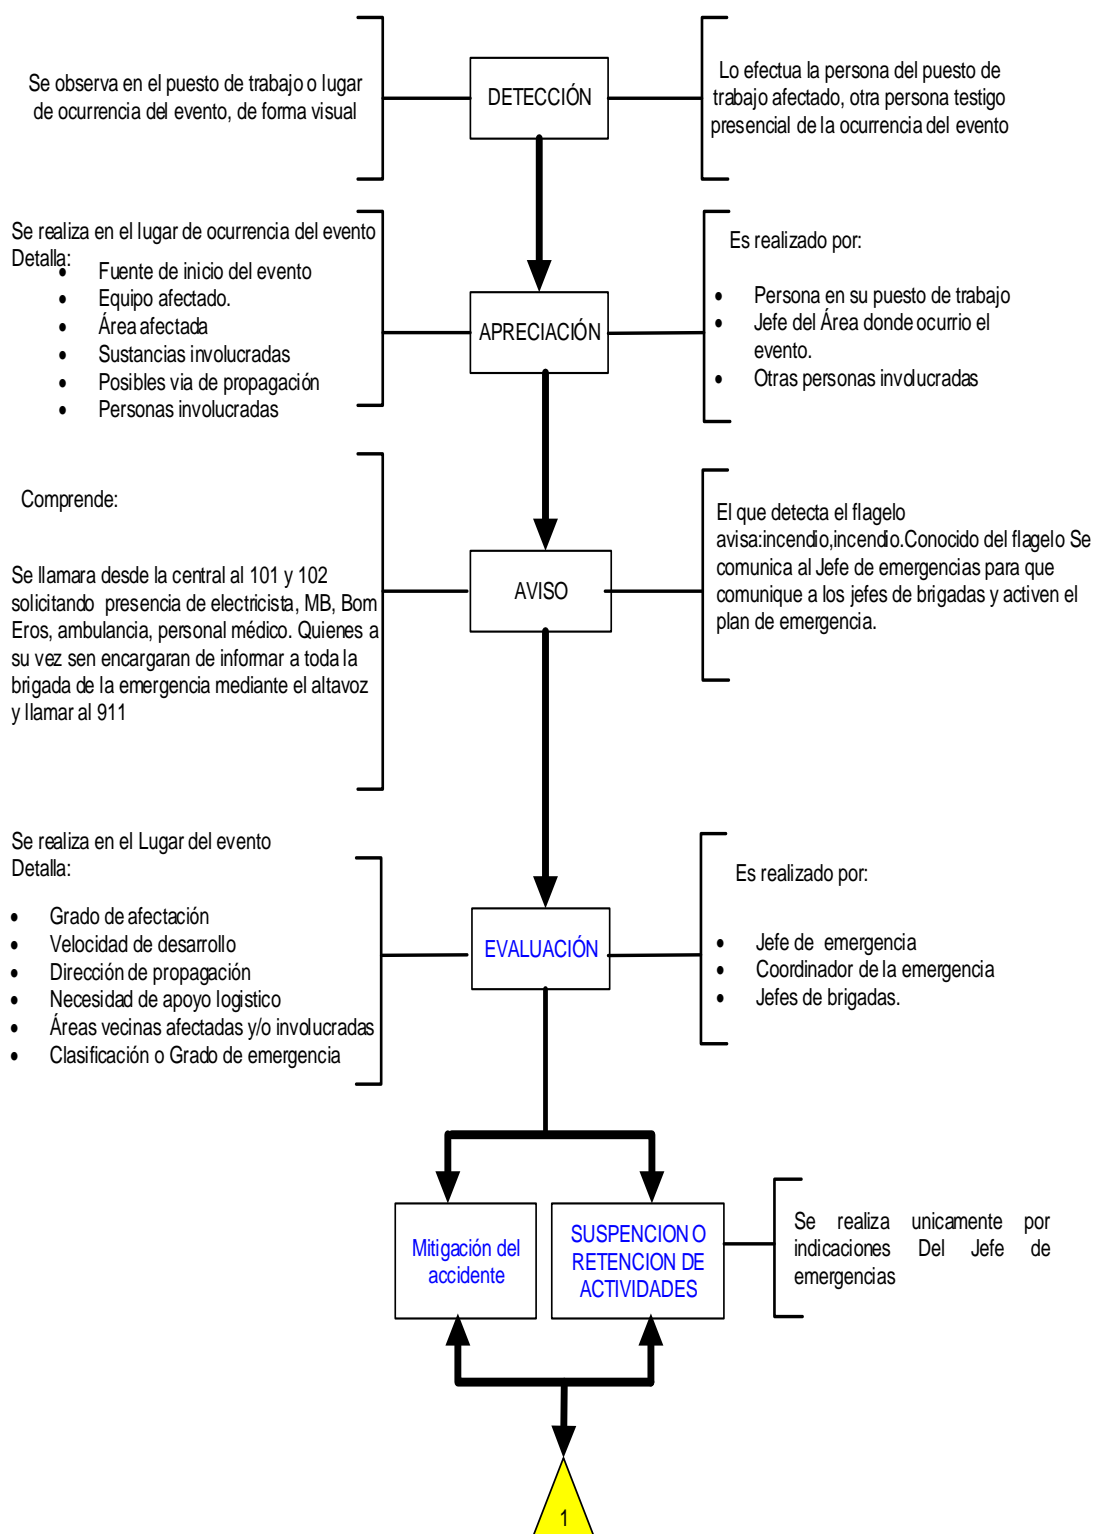 Se observa en el puesto de trabajo o lugar
de ocurrencia del evento, de forma visual
DETECCIÓN
Lo efectua la persona del puesto de
trabajo afectado, otra persona testigo
presencial de la ocurrencia del evento
Se realiza en el lugar de ocurrencia del evento
Detalla:
• Fuente de inicio del evento
• Equipo afectado.
• Área afectada
• Sustancias involucradas
• Posibles via de propagación
• Personas involucradas
APRECIACIÓN
Es realizado por:
• Persona en su puesto de trabajo
• Jefe del Área donde ocurrio el
evento.
• Otras personas involucradas
Comprende:
Se llamara desde la central al 101 y 102
solicitando presencia de electricista, MB, Bom
Eros, ambulancia, personal médico. Quienes a
su vez sen encargaran de informar a toda la
brigada de la emergencia mediante el altavoz
y llamar al 911
AVISO
El que detecta el flagelo
avisa:incendio,incendio.Conocido del flagelo Se
comunica al Jefe de emergencias para que
comunique a los jefes de brigadas y activen el
plan de emergencia.
Se realiza en el Lugar del evento
Detalla:
• Grado de afectación
• Velocidad de desarrollo
• Dirección de propagación
• Necesidad de apoyo logistico
• Áreas vecinas afectadas y/o involucradas
• Clasificación o Grado de emergencia
EVALUACIÓN
Es realizado por:
• Jefe de emergencia
• Coordinador de la emergencia
• Jefes de brigadas.
Mitigación del
accidente
SUSPENCION O
RETENCION DE
ACTIVIDADES
Se realiza unicamente por
indicaciones Del Jefe de
emergencias
1